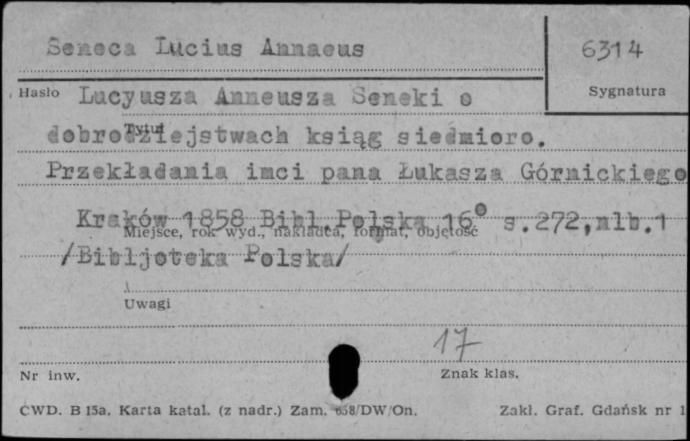 Seneca Lucius Annaeus
6314
Hasło
Sygnatura
Lucyusza Anneusza Seneki o
Tytuł
dobrodziejstwach ksiąg siedmioro.
Przekładania imci pana Łukasza Górnickiego
Kraków 1858 Bibl Polska 16° s.272,nlb.1
Miejsce, rok wyd., nakładca, format, objętość
/Bibljoteka Polska/
Uwagi
17
Nr inw.
Znak klas.
CWD. B 15a. Karta katal. (z nadr.) Zam. 658/DW/On.
Zakł. Graf. Gdańsk nr 1